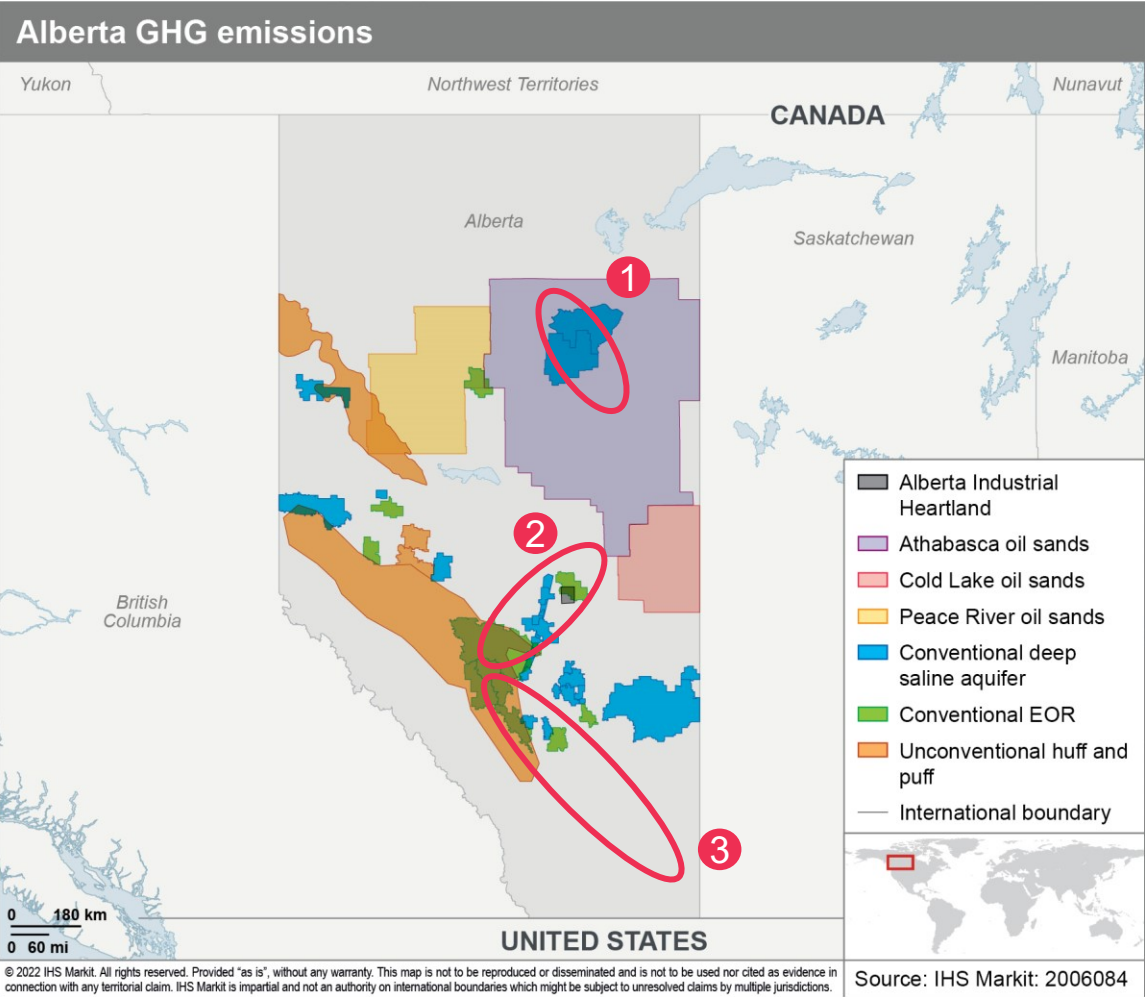 Alberta GHG emissions
Yukon
Northwest Territories
Nunavut
CANADA
Alberta
Saskatchewan
1
Manitoba
Alberta Industrial
Heartland
Athabasca oil sands
2
Cold Lake oil sands
British
Columbia
Peace River oil sands
Conventional deep
saline aquifer
Conventional EOR
Unconventional huff and
puff
International boundary
3
0 180 km
0 60 mi
UNITED STATES
© 2022 IHS Markit. All rights reserved. Provided “as is”, without any warranty. This map is not to be reproduced or disseminated and is not to be used nor cited as evidence in
connection with any territorial claim. IHS Markit is impartial and not an authority on international boundaries which might be subject to unresolved claims by multiple jurisdictions.
Source: IHS Markit: 2006084